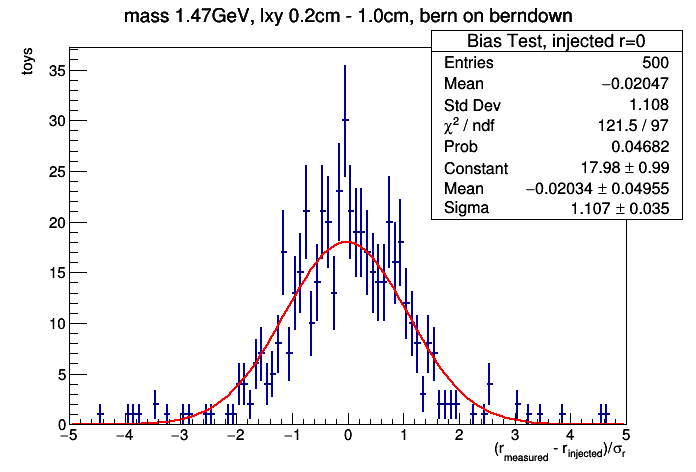 mass 1.47GeV, lxy 0.2cm - 1.0cm, bern on berndown
toys
Bias Test, injected r=0
Entries 500
Mean −0.02047
Std Dev 1.108
χ² / ndf 121.5 / 97
Prob 0.04682
Constant 17.98 ± 0.99
Mean −0.02034 ± 0.04955
Sigma 1.107 ± 0.035
35
30
25
20
15
10
5
0
−5 −4 −3 −2 −1 0 1 2 3 4 5
(r_measured - r_injected)/σ_r